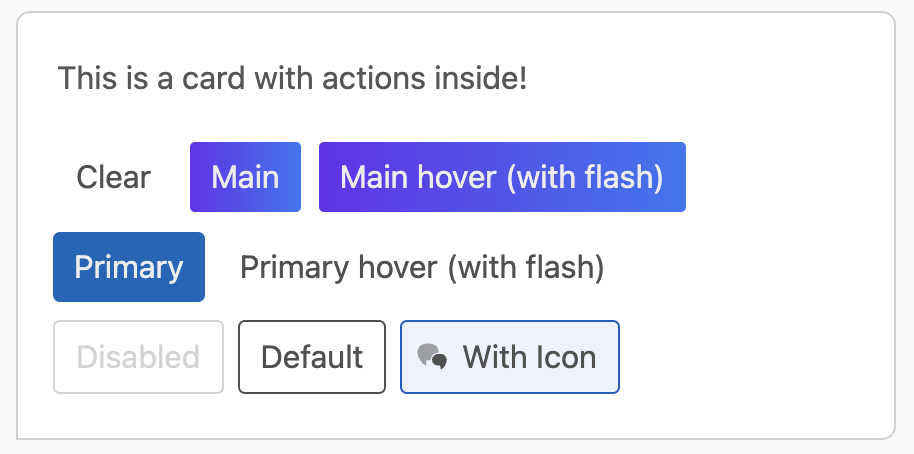 This is a card with actions inside!
Clear Main Main hover (with flash)
Primary Primary hover (with flash)
Disabled Default With Icon